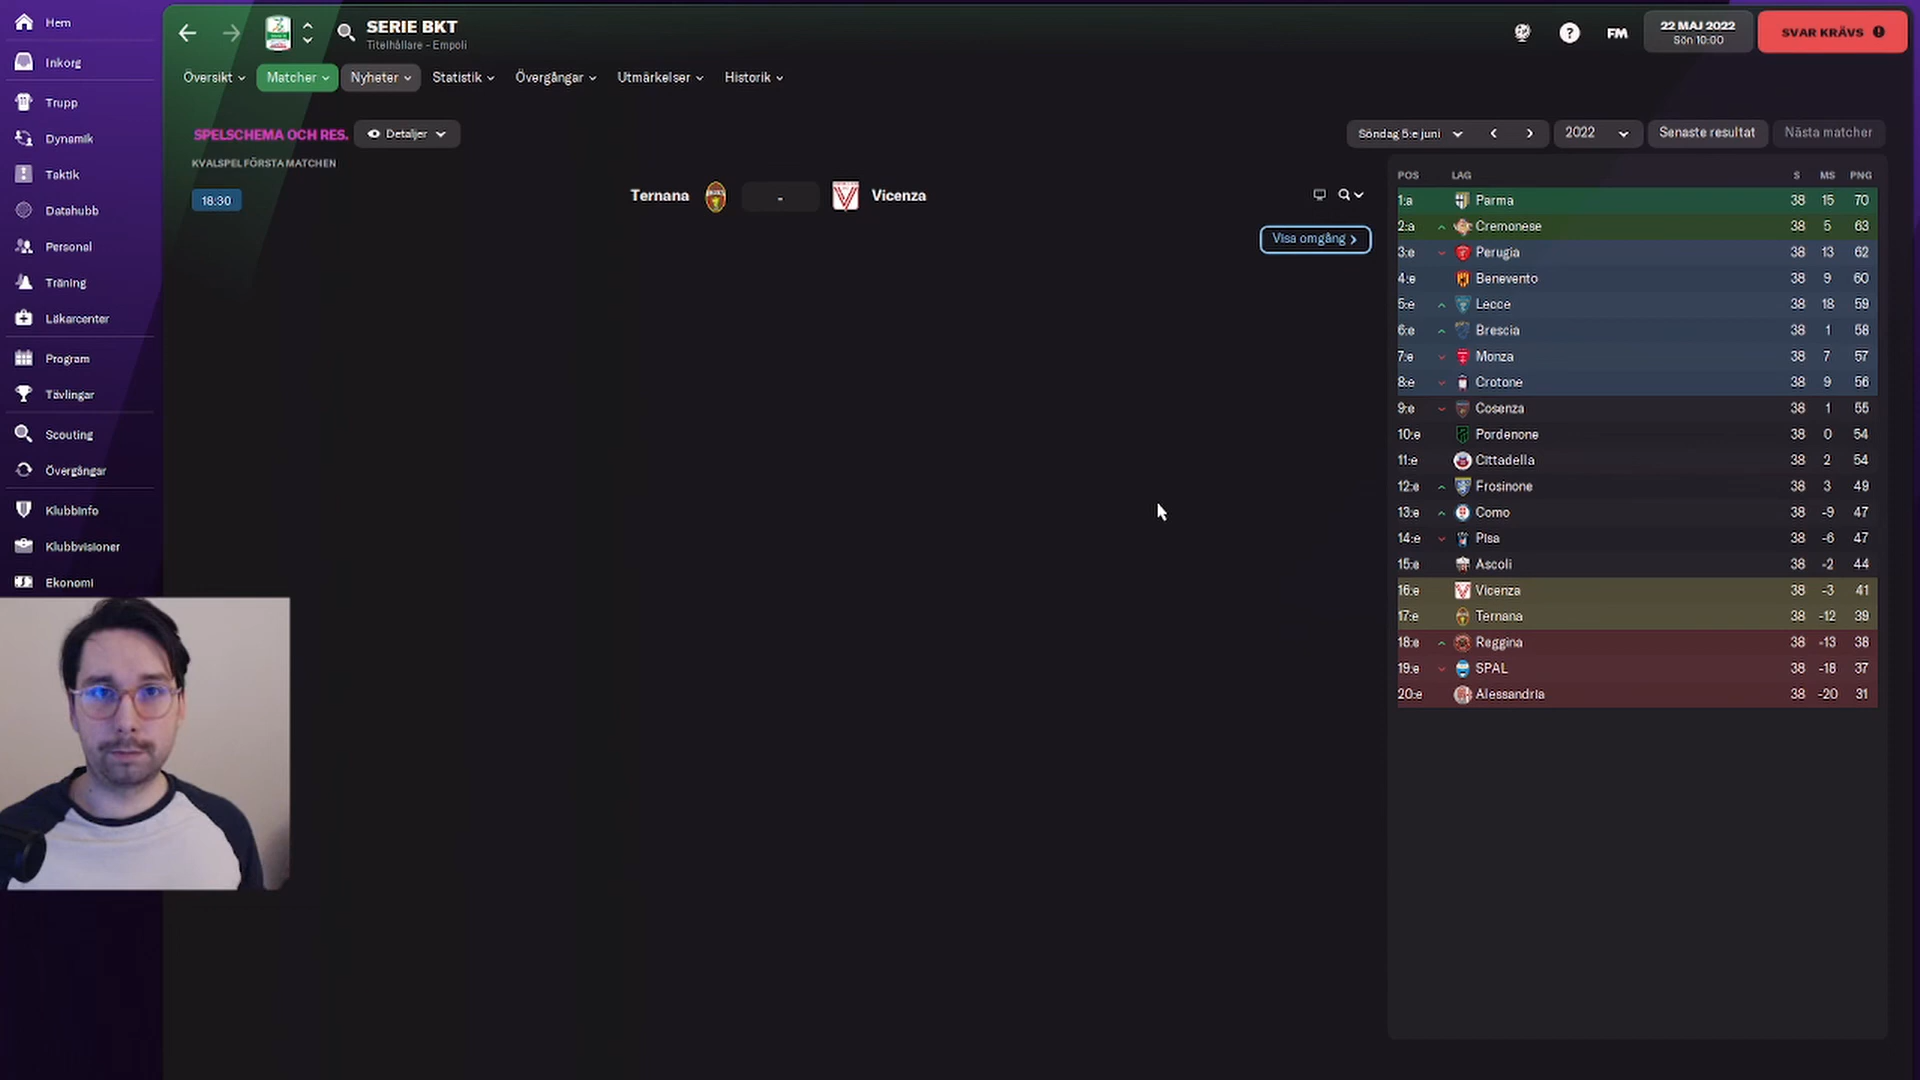 Hem
Inkorg
Trupp
Dynamik
Taktik
Datahubb
Personal
Träning
Läkarcenter
Program
Tävlingar
Scouting
Övergångar
Klubbinfo
Klubbvisioner
Ekonomi
SERIE BKT
Titelhållare - Empoli
FM
22 MAJ 2022
Sön 10:00
SVAR KRÄVS
Översikt
Matcher
Nyheter
Statistik
Övergångar
Utmärkelser
Historik
SPELSCHEMA OCH RES.
Detaljer
Söndag 5:e juni
2022
Senaste resultat
Nästa matcher
KVALSPEL FÖRSTA MATCHEN
18:30 Ternana - Vicenza
Visa omgång
POS LAG S MS PNG
1:a Parma 38 15 70
2:a Cremonese 38 5 63
3:e Perugia 38 13 62
4:e Benevento 38 9 60
5:e Lecce 38 18 59
6:e Brescia 38 1 58
7:e Monza 38 7 57
8:e Crotone 38 9 56
9:e Cosenza 38 1 55
10:e Pordenone 38 0 54
11:e Cittadella 38 2 54
12:e Frosinone 38 3 49
13:e Como 38 -9 47
14:e Pisa 38 -6 47
15:e Ascoli 38 -2 44
16:e Vicenza 38 -3 41
17:e Ternana 38 -12 39
18:e Reggina 38 -13 38
19:e SPAL 38 -18 37
20:e Alessandria 38 -20 31